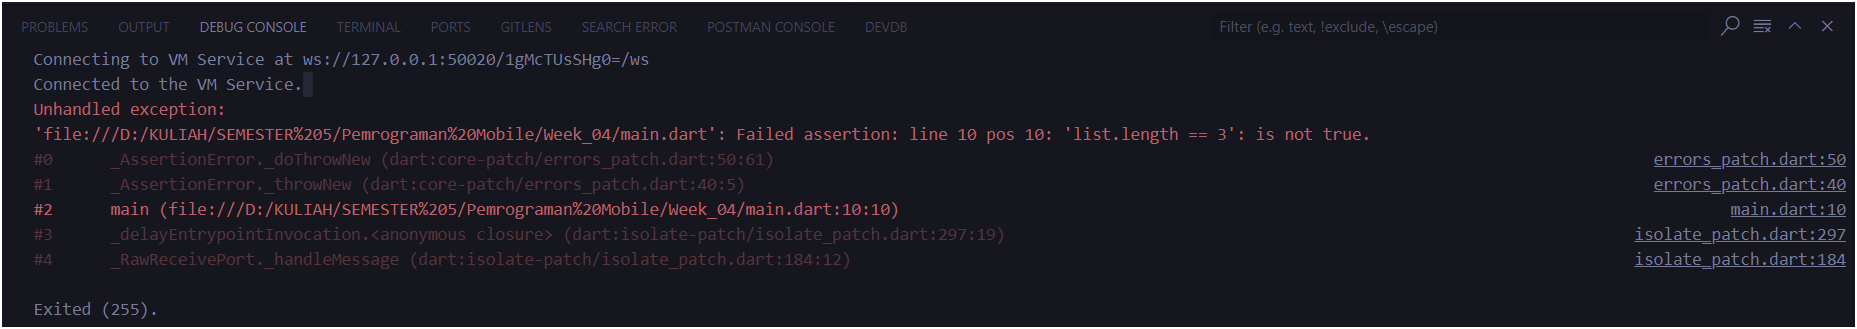 PROBLEMS OUTPUT DEBUG CONSOLE TERMINAL PORTS GITLENS SEARCH ERROR POSTMAN CONSOLE DEVDB Filter (e.g. text, !exclude, \escape)
Connecting to VM Service at ws://127.0.0.1:50020/1gMcTUsSHg0=/ws
Connected to the VM Service.
Unhandled exception:
'file:///D:/KULIAH/SEMESTER%205/Pemrograman%20Mobile/Week_04/main.dart': Failed assertion: line 10 pos 10: 'list.length == 3': is not true.
#0 _AssertionError._doThrowNew (dart:core-patch/errors_patch.dart:50:61) errors_patch.dart:50
#1 _AssertionError._throwNew (dart:core-patch/errors_patch.dart:40:5) errors_patch.dart:40
#2 main (file:///D:/KULIAH/SEMESTER%205/Pemrograman%20Mobile/Week_04/main.dart:10:10) main.dart:10
#3 _delayEntrypointInvocation.<anonymous closure> (dart:isolate-patch/isolate_patch.dart:297:19) isolate_patch.dart:297
#4 _RawReceivePort._handleMessage (dart:isolate-patch/isolate_patch.dart:184:12) isolate_patch.dart:184
Exited (255).